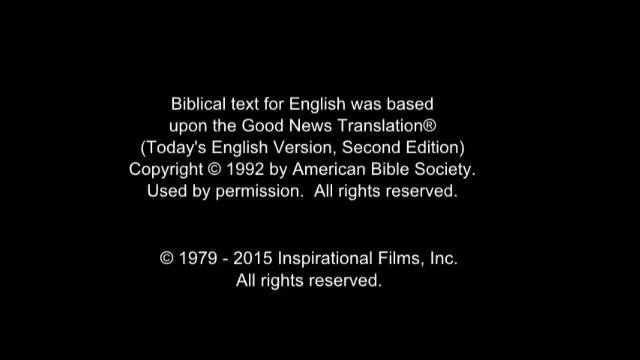 Biblical text for English was based
upon the Good News Translation®
(Today's English Version, Second Edition)
Copyright © 1992 by American Bible Society.
Used by permission.  All rights reserved.
© 1979 - 2015 Inspirational Films, Inc.
All rights reserved.